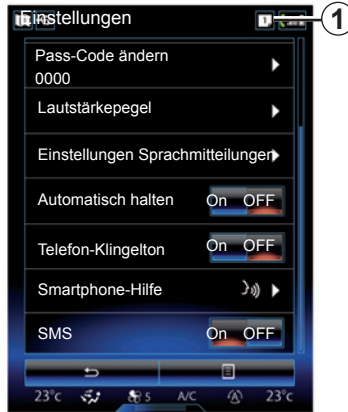 Einstellungen
1
1
Pass-Code ändern
0000
Lautstärkepegel
Einstellungen Sprachmitteilungen
Automatisch halten On OFF
Telefon-Klingelton On OFF
Smartphone-Hilfe
SMS On OFF
23°c 5 A/C A 23°c